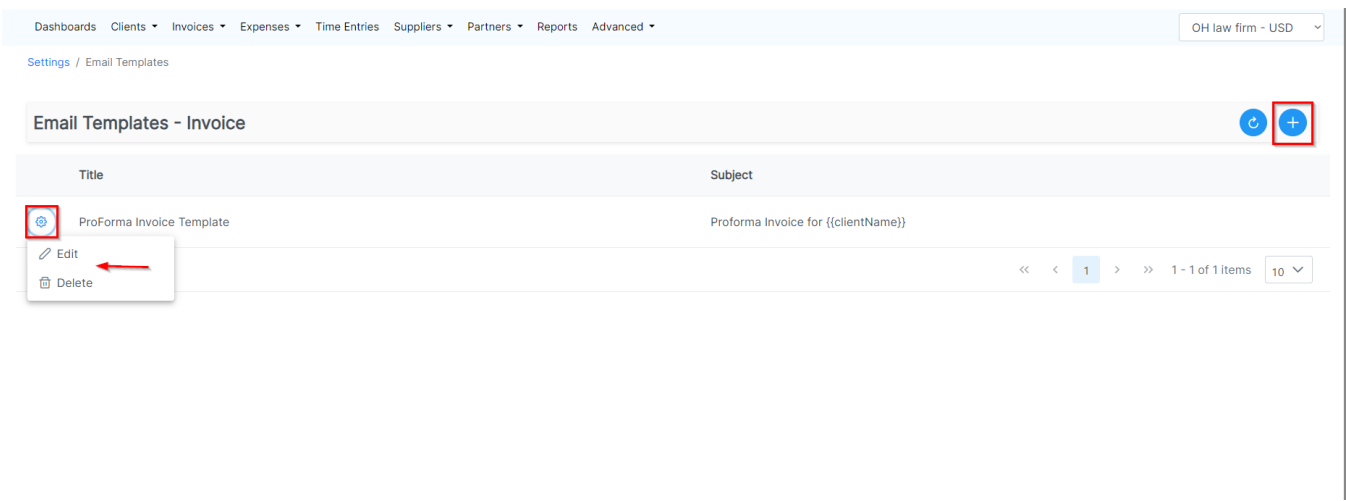 Dashboards Clients Invoices Expenses Time Entries Suppliers Partners Reports Advanced OH law firm - USD
Settings / Email Templates
Email Templates - Invoice
Title Subject
ProForma Invoice Template Proforma Invoice for {{clientName}}
Edit
Delete
1 1 - 1 of 1 items 10